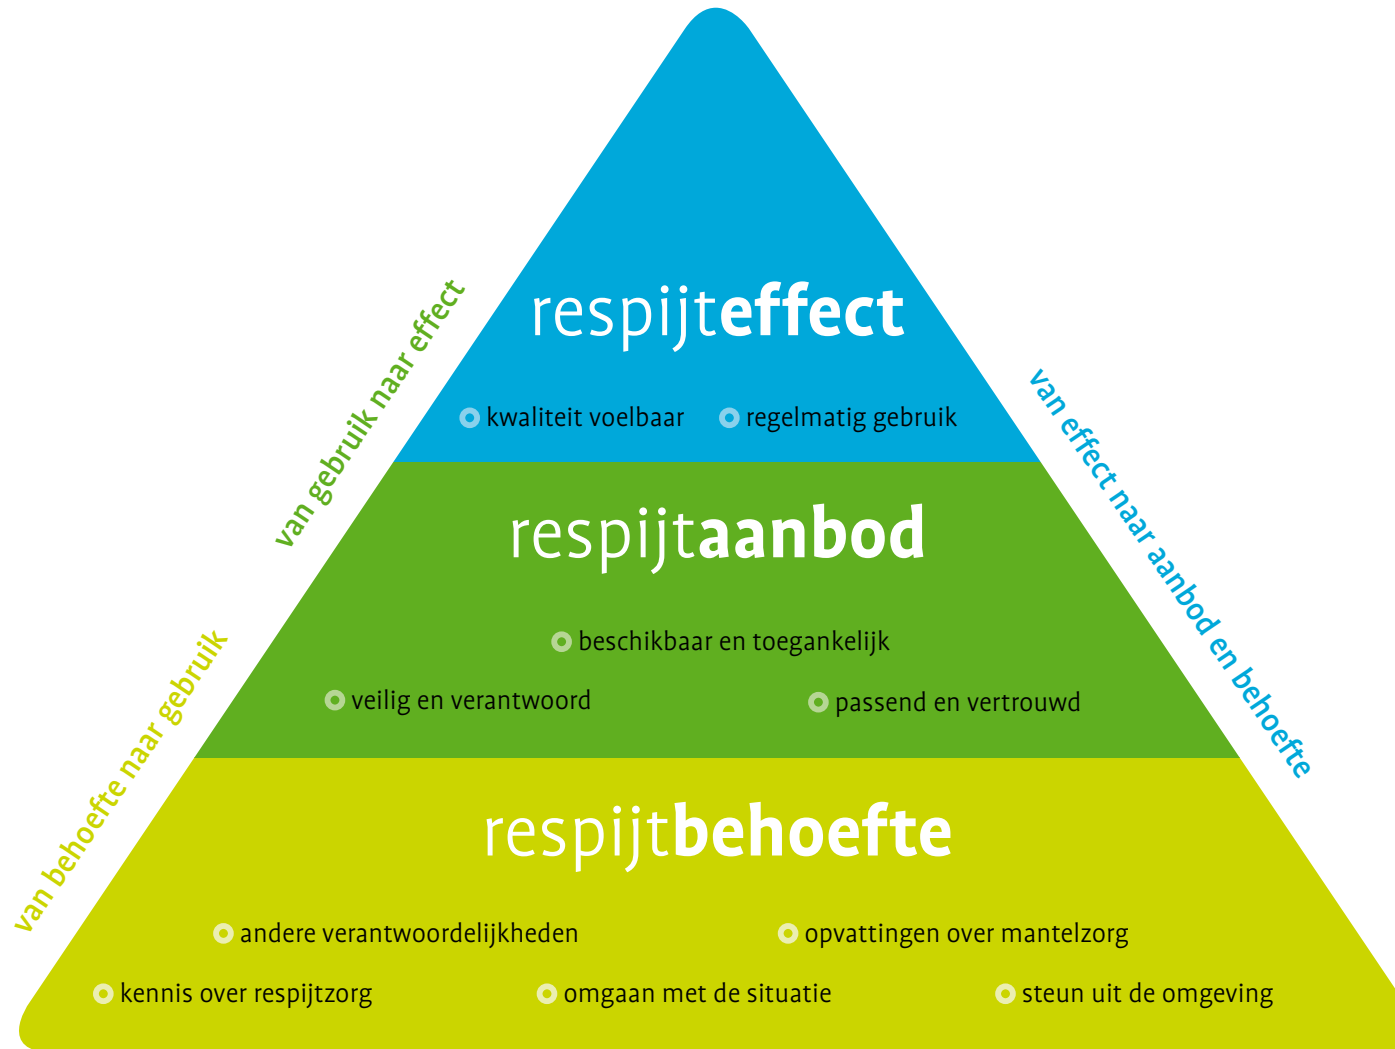 respijteffect
kwaliteit voelbaar
regelmatig gebruik
van gebruik naar effect
van effect naar aanbod en behoefte
respijtaanbod
beschikbaar en toegankelijk
veilig en verantwoord
passend en vertrouwd
van behoefte naar gebruik
respijtbehoefte
andere verantwoordelijkheden
opvattingen over mantelzorg
kennis over respijtzorg
omgaan met de situatie
steun uit de omgeving